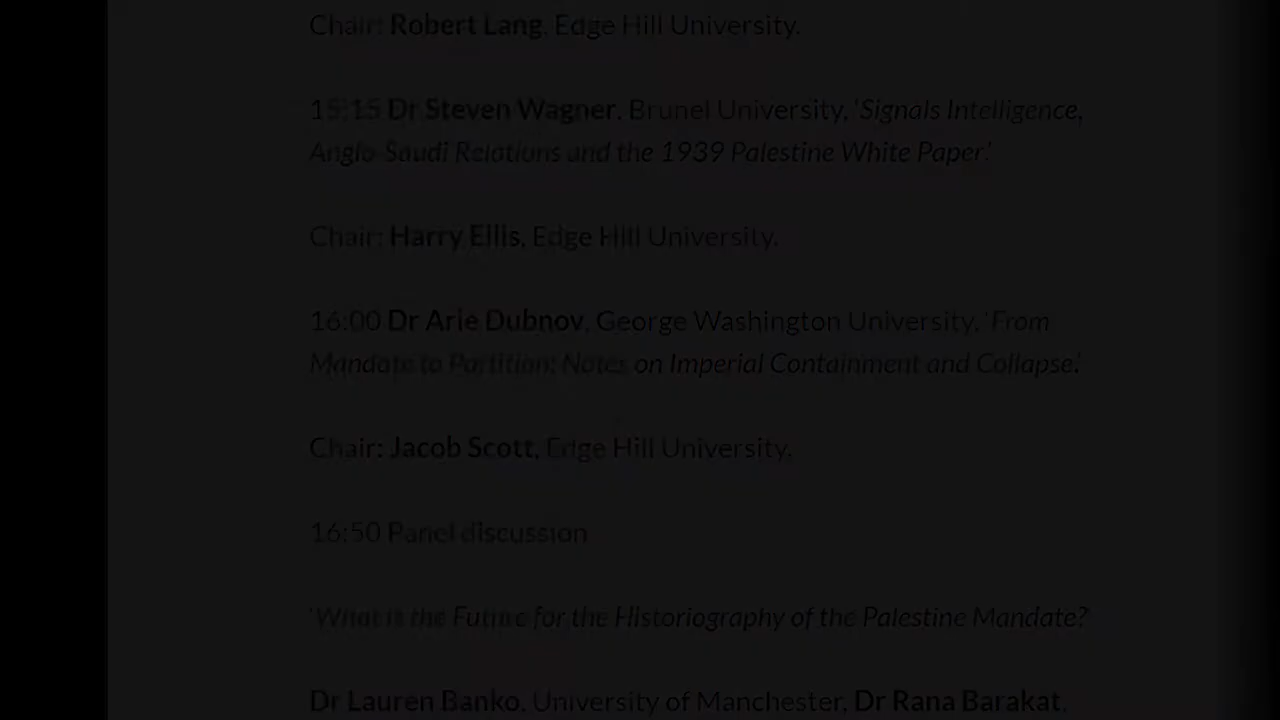 Chair: Robert Lang, Edge Hill University.
15:15 Dr Steven Wagner, Brunel University, 'Signals Intelligence,
Anglo-Saudi Relations and the 1939 Palestine White Paper.'
Chair: Harry Ellis, Edge Hill University.
16:00 Dr Arie Dubnov, George Washington University, 'From
Mandate to Partition: Notes on Imperial Containment and Collapse.'
Chair: Jacob Scott, Edge Hill University.
16:50 Panel discussion
'What is the Future for the Historiography of the Palestine Mandate?
Dr Lauren Banko, University of Manchester, Dr Rana Barakat,